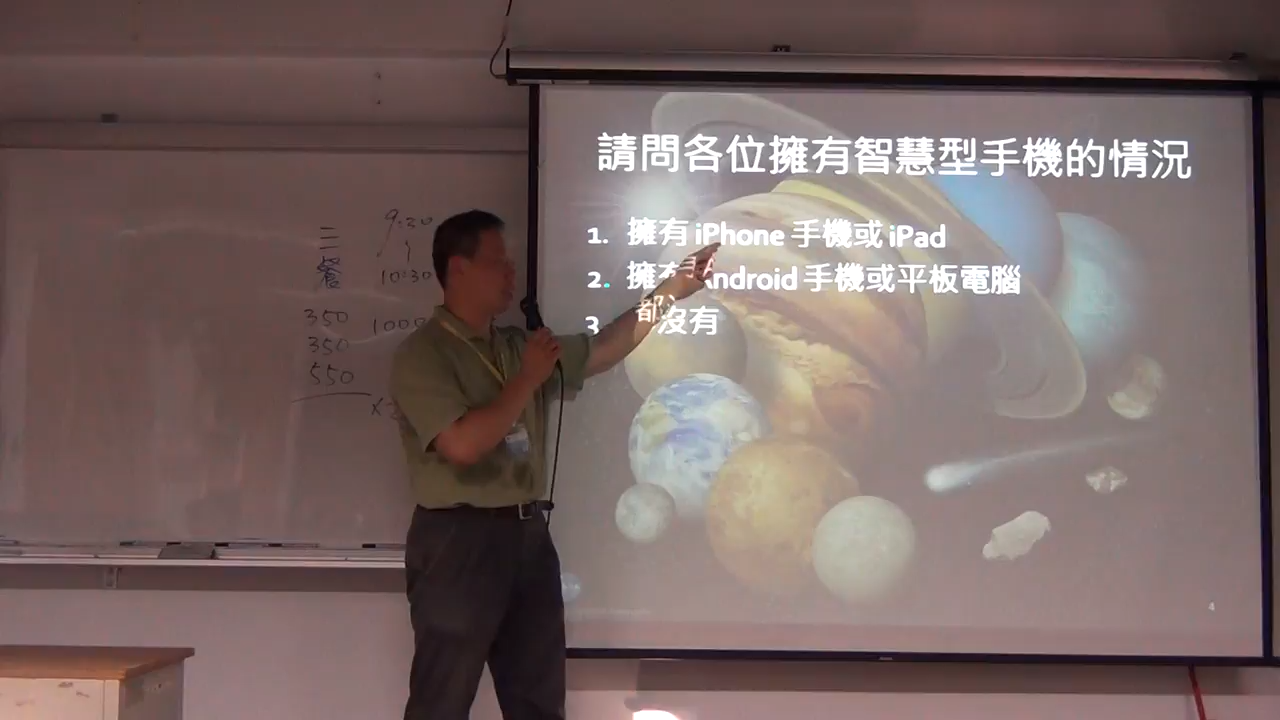 請問各位擁有智慧型手機的情況
1. 擁有 iPhone 手機或 iPad
2. 擁有 Android 手機或平板電腦
3 都沒有
4
三
餐
9:30
10:30
350
350
550